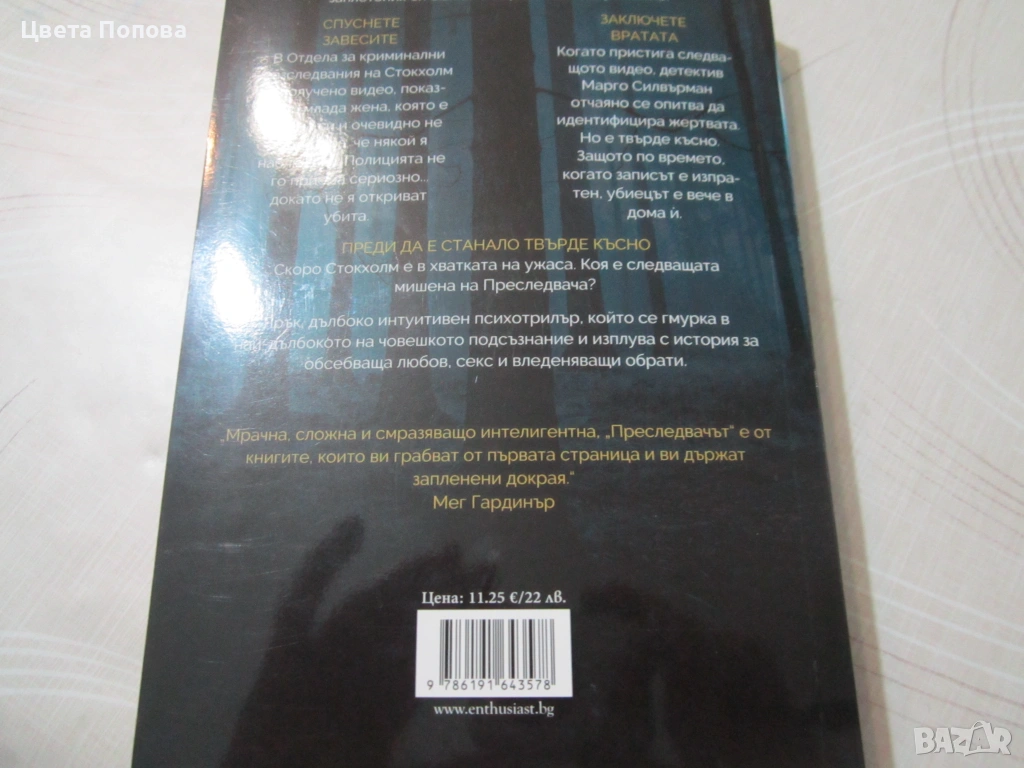 Цвета Попова
СПУСНЕТЕ
ЗАВЕСИТЕ
В Отдела за криминални
на Стокхолм
видео, показ-
млада жена, която е
и очевидно не
че някой я
Полицията не
го сериозно...
докато не я откриват
убита.
ЗАКЛЮЧЕТЕ
ВРАТАТА
Когато пристига следва-
щото видео, детектив
Марго Силвърман
отчаяно се опитва да
идентифицира жертвата.
Но е твърде късно.
Защото по времето,
когато записът е изпра-
тен, убиецът е вече в
дома ѝ.
ПРЕДИ ДА Е СТАНАЛО ТВЪРДЕ КЪСНО
Скоро Стокхолм е в хватката на ужаса. Коя е следващата
мишена на Преследвача?
дълбоко интуитивен психотрилър, който се гмурка в
най-дълбокото на човешкото подсъзнание и изплува с история за
обсебваща любов, секс и вледеняващи обрати.
„Мрачна, сложна и смразяващо интелигентна, „Преследвачът“ е от
книгите, които ви грабват от първата страница и ви държат
запленени докрая.“
Мег Гардинър
Цена: 11.25 €/22 лв.
9 786191 643578
www.enthusiast.bg
BAZAR